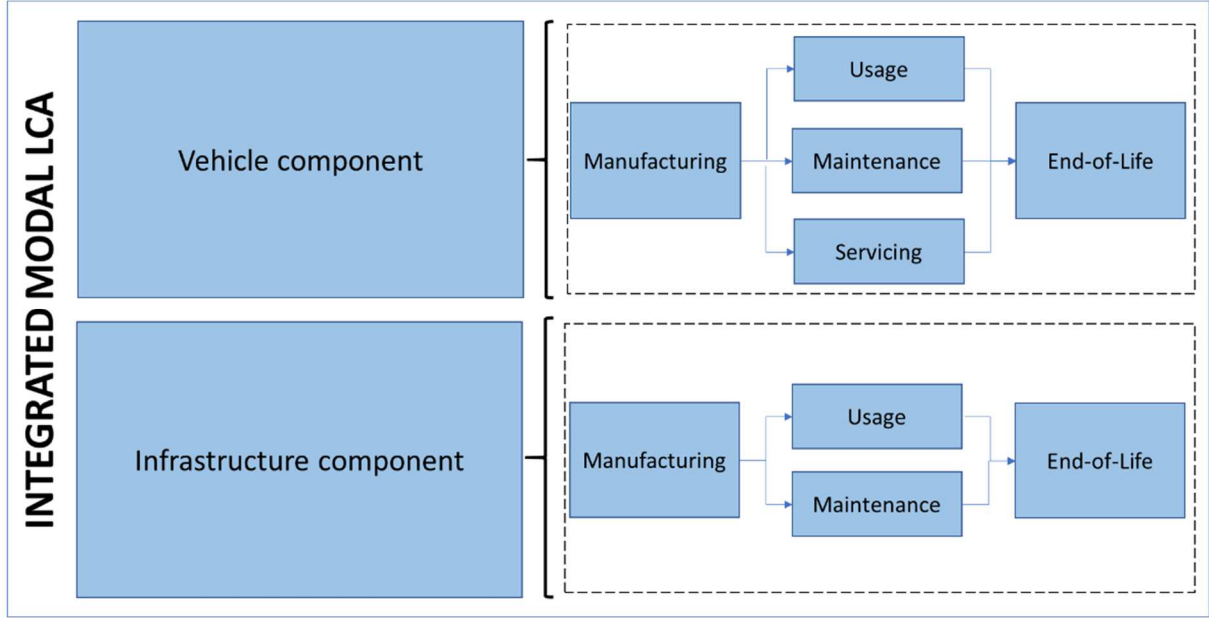 INTEGRATED MODAL LCA
Vehicle component
Manufacturing
Usage
Maintenance
Servicing
End-of-Life
Infrastructure component
Manufacturing
Usage
Maintenance
End-of-Life